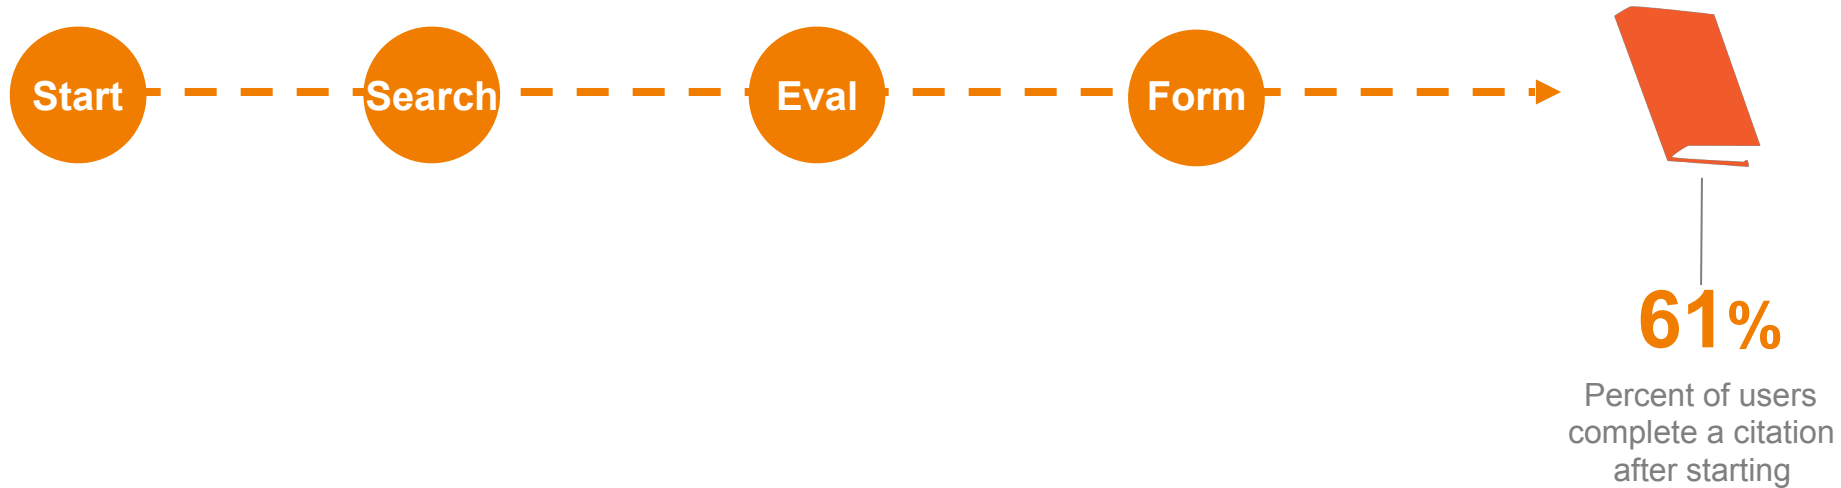 Start
Search
Eval
Form
61%
Percent of users
complete a citation
after starting